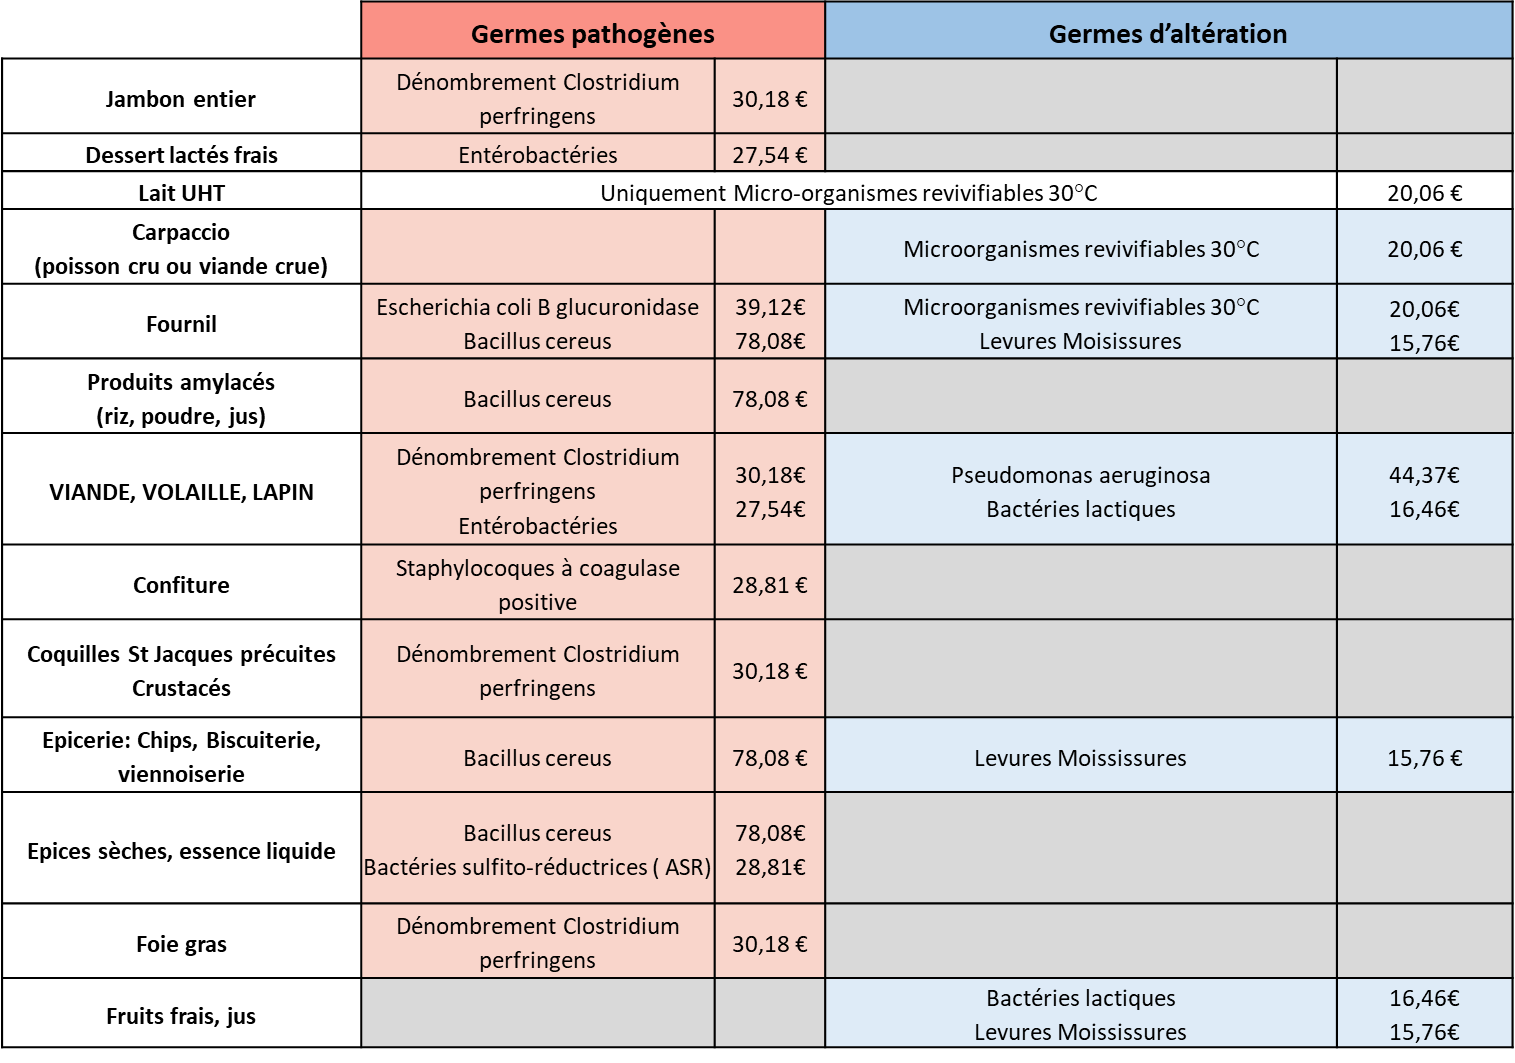 Germes pathogènes
Germes d’altération
Jambon entier
Dénombrement Clostridium
perfringens
30,18 €
Dessert lactés frais
Entérobactéries
27,54 €
Lait UHT
Uniquement Micro-organismes revivifiables 30°C
20,06 €
Carpaccio
(poisson cru ou viande crue)
Microorganismes revivifiables 30°C
20,06 €
Fournil
Escherichia coli B glucuronidase
Bacillus cereus
39,12€
78,08€
Microorganismes revivifiables 30°C
Levures Moisissures
20,06€
15,76€
Produits amylacés
(riz, poudre, jus)
Bacillus cereus
78,08 €
VIANDE, VOLAILLE, LAPIN
Dénombrement Clostridium
perfringens
Entérobactéries
30,18€
27,54€
Pseudomonas aeruginosa
Bactéries lactiques
44,37€
16,46€
Confiture
Staphylocoques à coagulase
positive
28,81 €
Coquilles St Jacques précuites
Crustacés
Dénombrement Clostridium
perfringens
30,18 €
Epicerie: Chips, Biscuiterie,
viennoiserie
Bacillus cereus
78,08 €
Levures Moississures
15,76 €
Epices sèches, essence liquide
Bacillus cereus
Bactéries sulfito-réductrices ( ASR)
78,08€
28,81€
Foie gras
Dénombrement Clostridium
perfringens
30,18 €
Fruits frais, jus
Bactéries lactiques
Levures Moississures
16,46€
15,76€